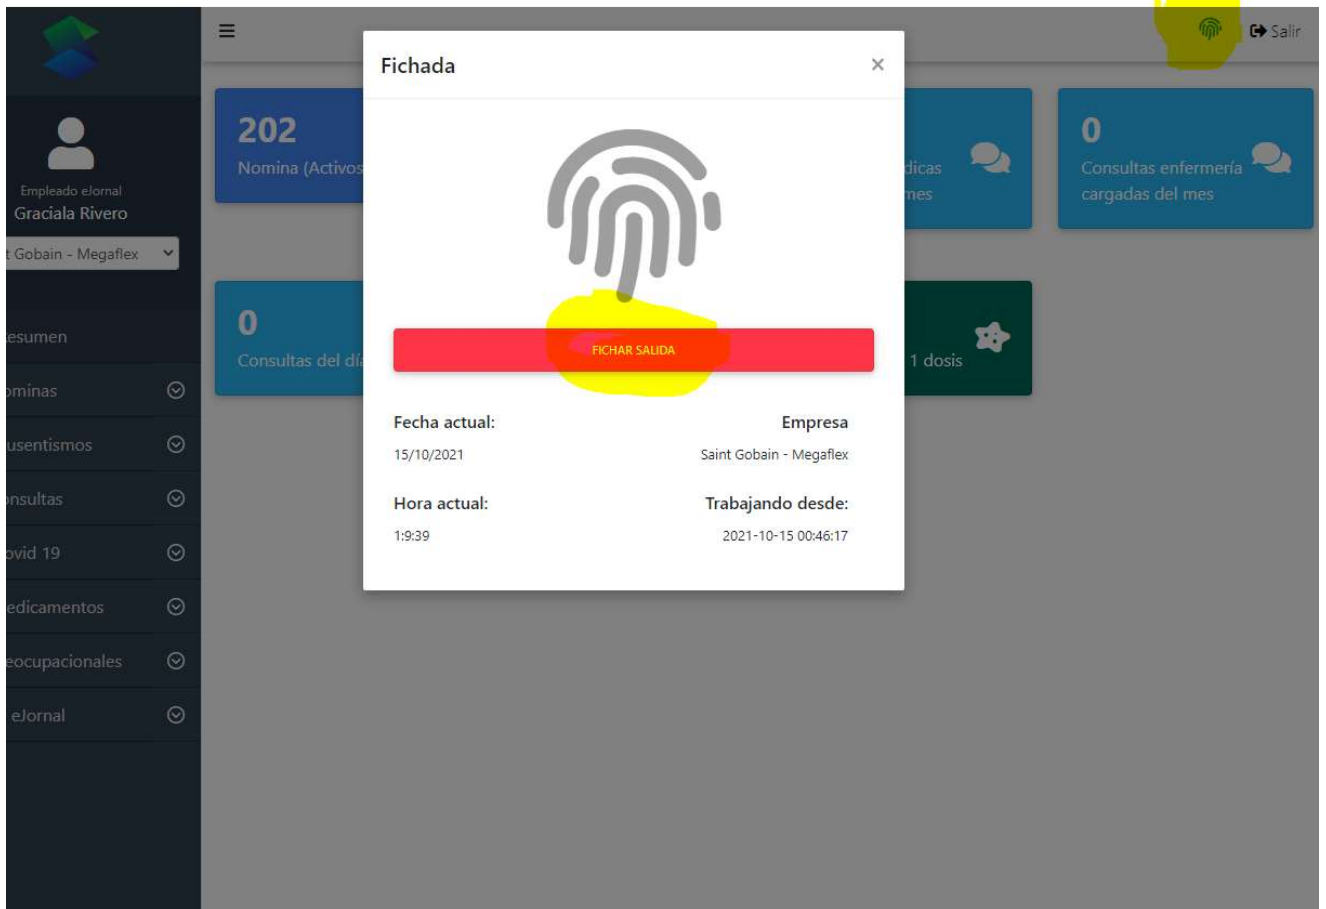 Salir
Fichada
×
Empleado eJornal
Graciala Rivero
Gobain - Megaflex
202
Nomina (Activos
mes
0
Consultas enfermería
cargadas del mes
0
Consultas del
1 dosis
FICHAR SALIDA
Fecha actual:
15/10/2021
Empresa
Saint Gobain - Megaflex
Hora actual:
1:9:39
Trabajando desde:
2021-10-15 00:46:17
esumen
ominas
usentismos
onsultas
ovid 19
edicamentos
eocupacionales
eJornal